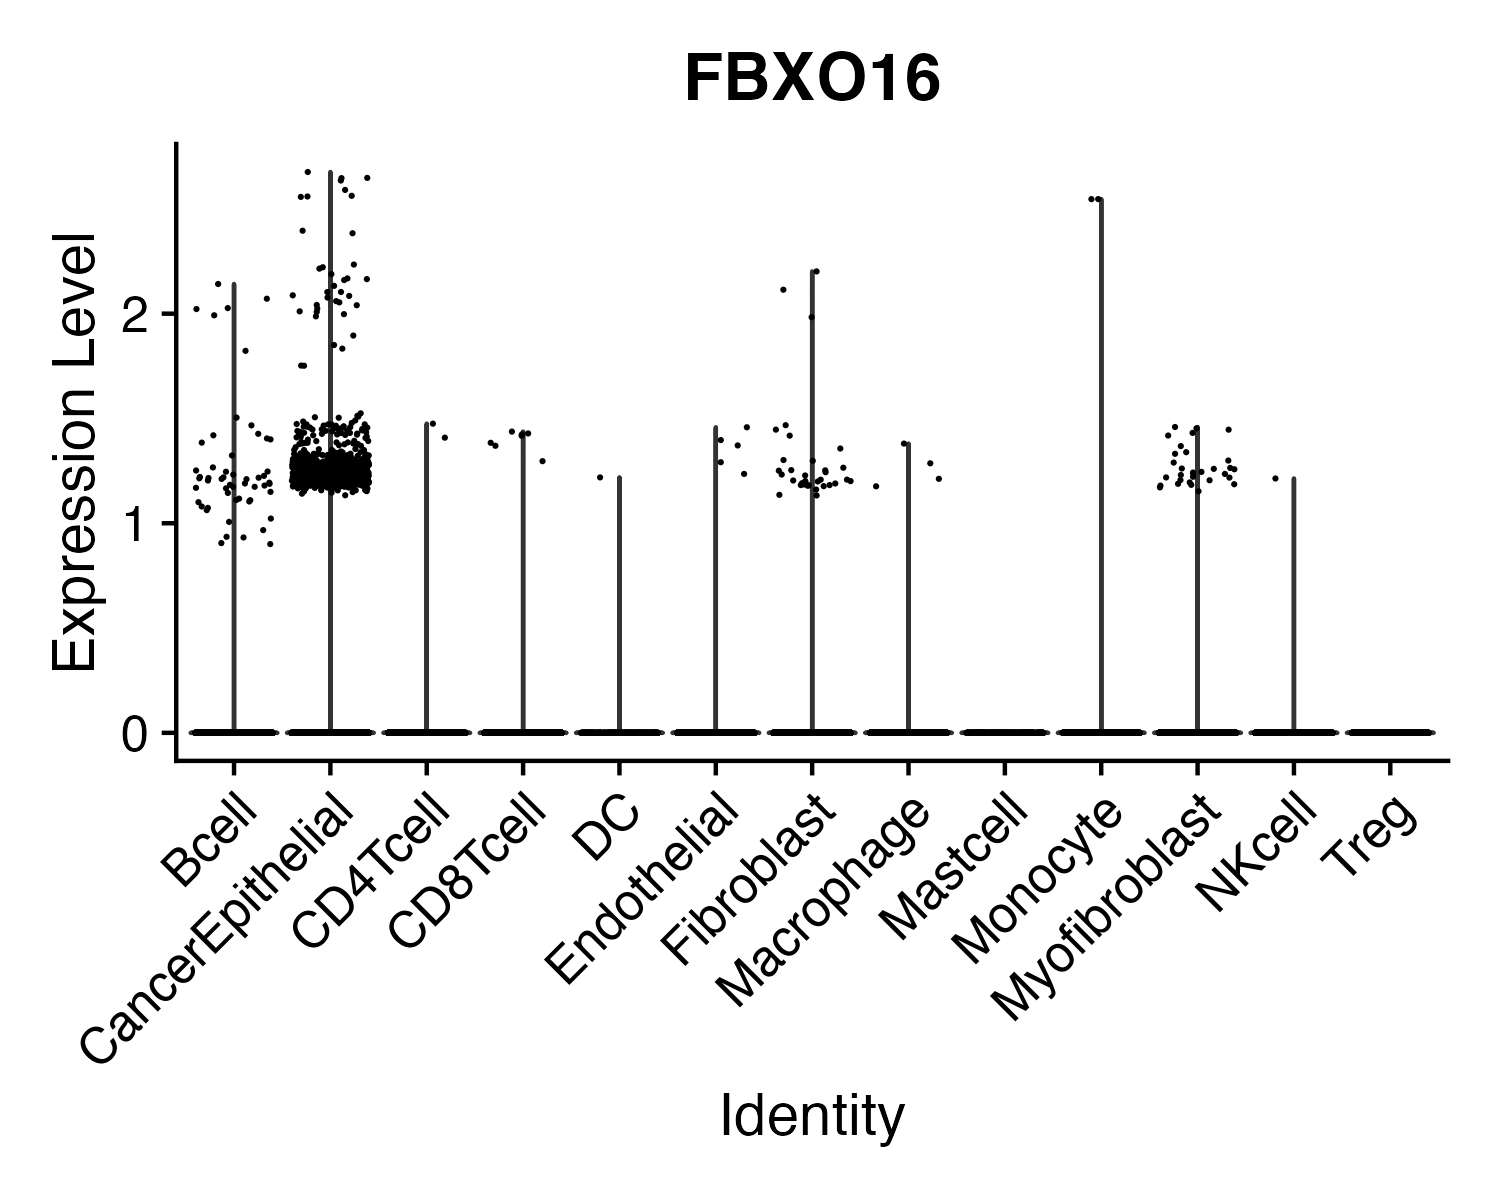 FBXO16
Expression Level
2
1
0
Bcell
CancerEpithelial
CD4Tcell
CD8Tcell
DC
Endothelial
Fibroblast
Macrophage
Mastcell
Monocyte
Myofibroblast
NKcell
Treg
Identity